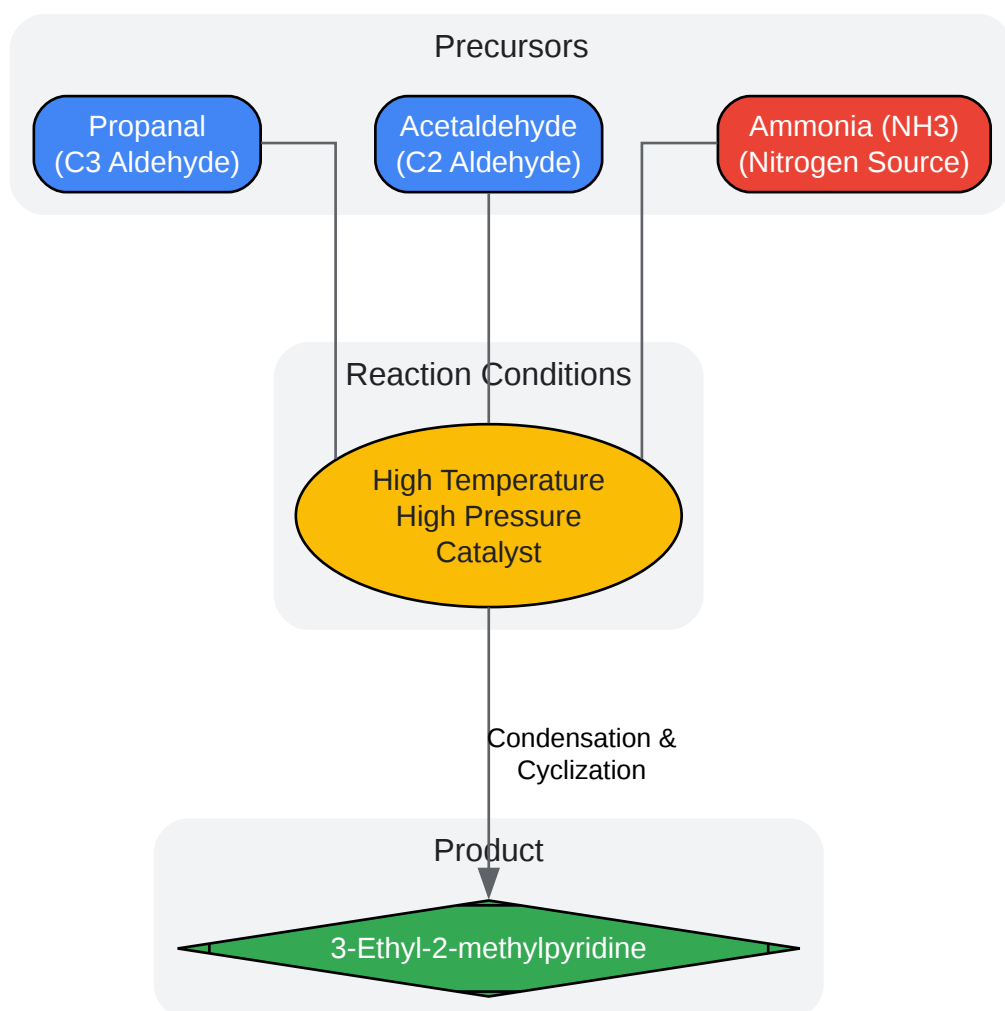 Precursors
Propanal
(C3 Aldehyde)
Acetaldehyde
(C2 Aldehyde)
Ammonia (NH3)
(Nitrogen Source)
Reaction Conditions
High Temperature
High Pressure
Catalyst
Condensation &
Cyclization
Product
3-Ethyl-2-methylpyridine